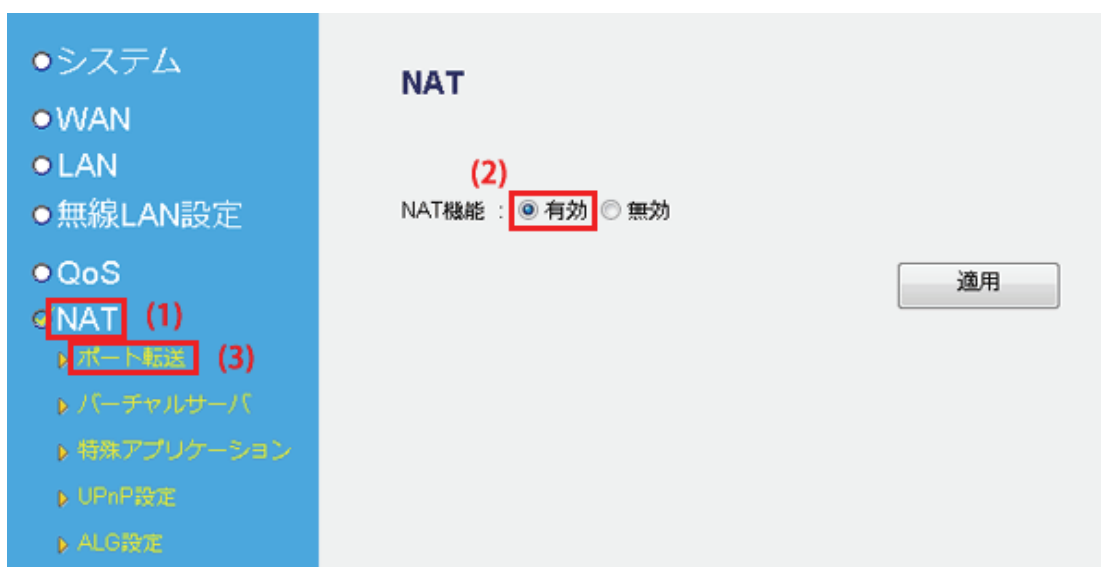 システム
WAN
LAN
無線LAN設定
QoS
NAT (1)
ポート転送 (3)
バーチャルサーバ
特殊アプリケーション
UPnP設定
ALG設定
NAT
(2)
NAT機能 : 有効 無効
適用